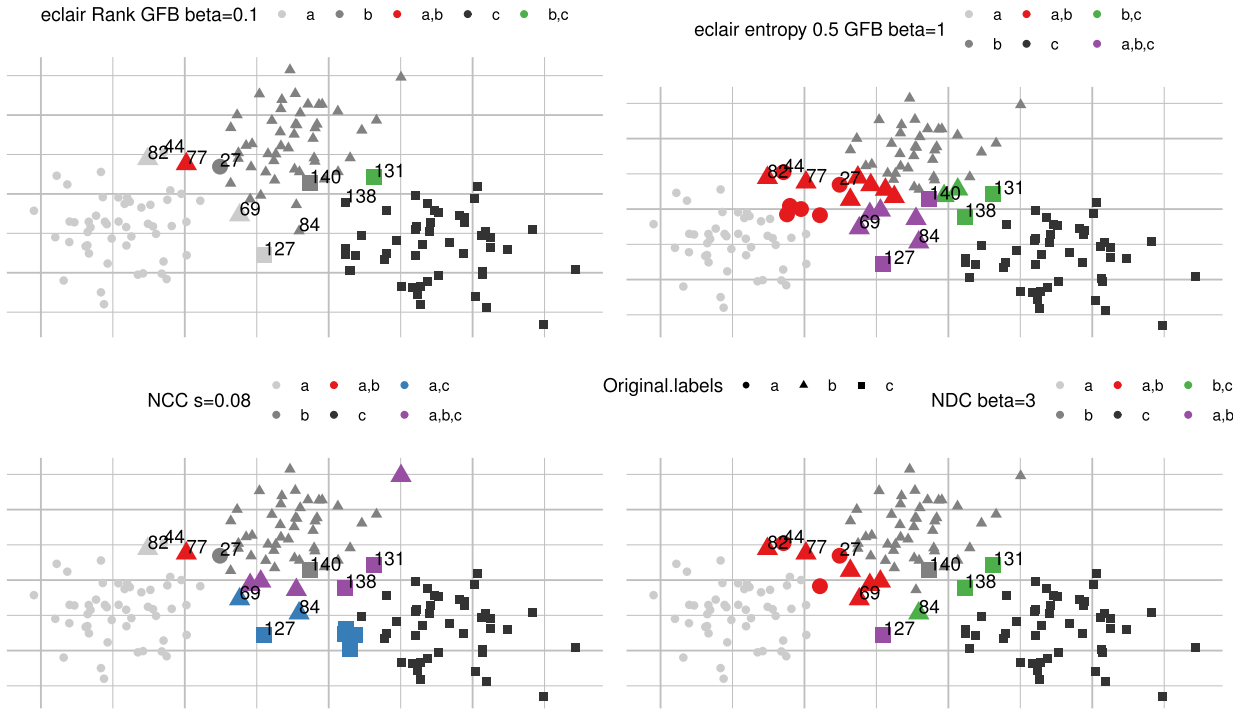 eclair Rank GFB beta=0.1 a b a,b c b,c
82 44 77 27 140 131 138 69 84 127
eclair entropy 0.5 GFB beta=1
a a,b b,c
b c a,b,c
82 44 77 27 140 131 138 69 84 127
NCC s=0.08
a a,b a,c
b c a,b,c
82 44 77 27 140 131 138 69 84 127
Original.labels a b c
NDC beta=3
a a,b b,c
b c a,b
82 44 77 27 140 131 138 69 84 127